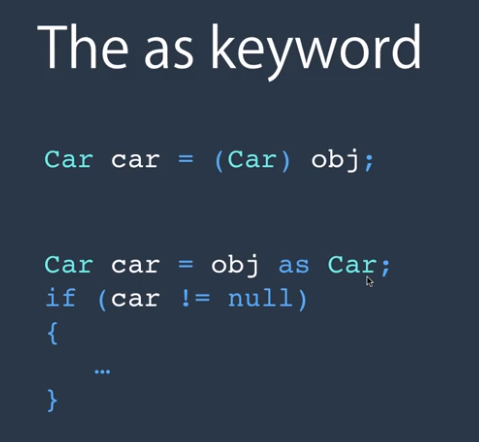 The as keyword
Car car = (Car) obj;
Car car = obj as Car;
if (car != null)
{
…
}